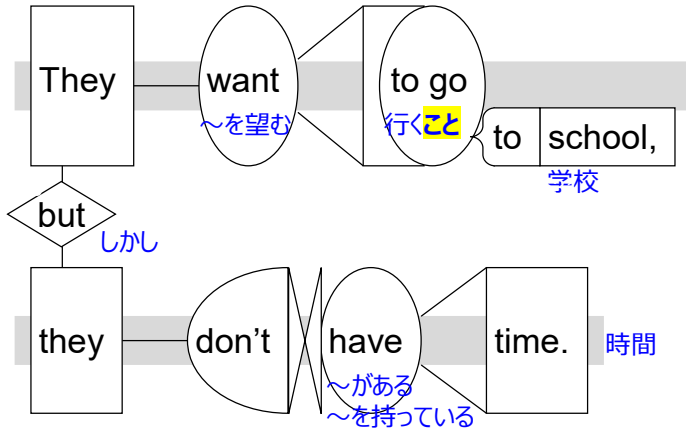 They want to go
～を望む 行くこと
to school,
学校
but
しかし
they don't have time. 時間
～がある
～を持っている